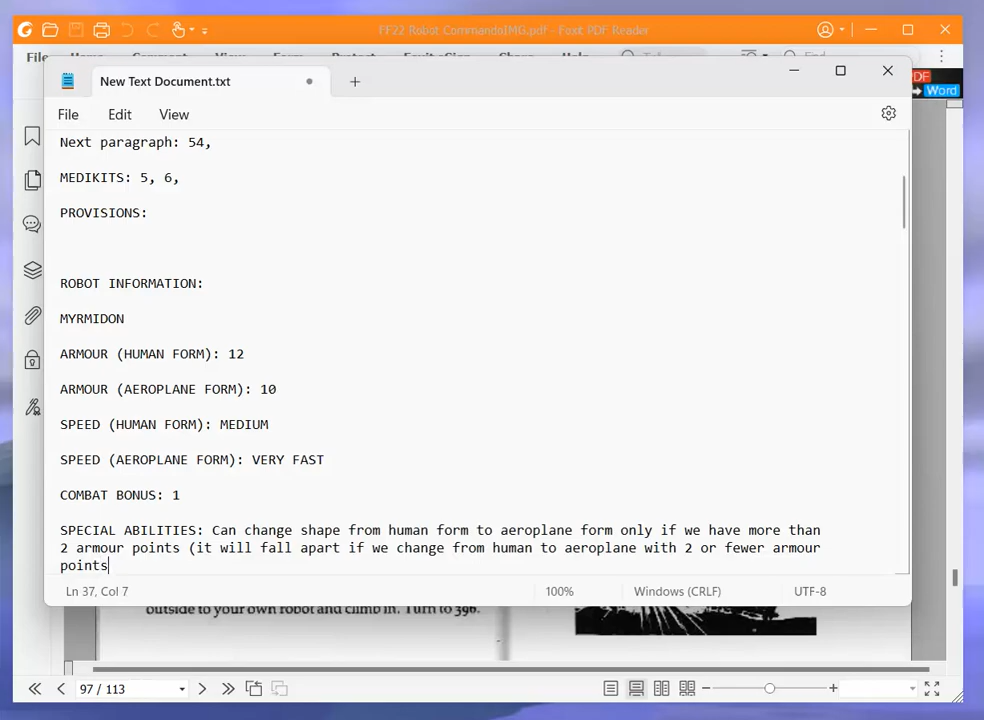 FF22 Robot CommandoIMG.pdf - Foxit PDF Reader
File
New Text Document.txt
PDF
Word
File Edit View
Next paragraph: 54,
MEDIKITS: 5, 6,
PROVISIONS:
ROBOT INFORMATION:
MYRMIDON
ARMOUR (HUMAN FORM): 12
ARMOUR (AEROPLANE FORM): 10
SPEED (HUMAN FORM): MEDIUM
SPEED (AEROPLANE FORM): VERY FAST
COMBAT BONUS: 1
SPECIAL ABILITIES: Can change shape from human form to aeroplane form only if we have more than
2 armour points (it will fall apart if we change from human to aeroplane with 2 or fewer armour
points
Ln 37, Col 7 100% Windows (CRLF) UTF-8
outside to your own robot and climb in. Turn to 396.
97 / 113